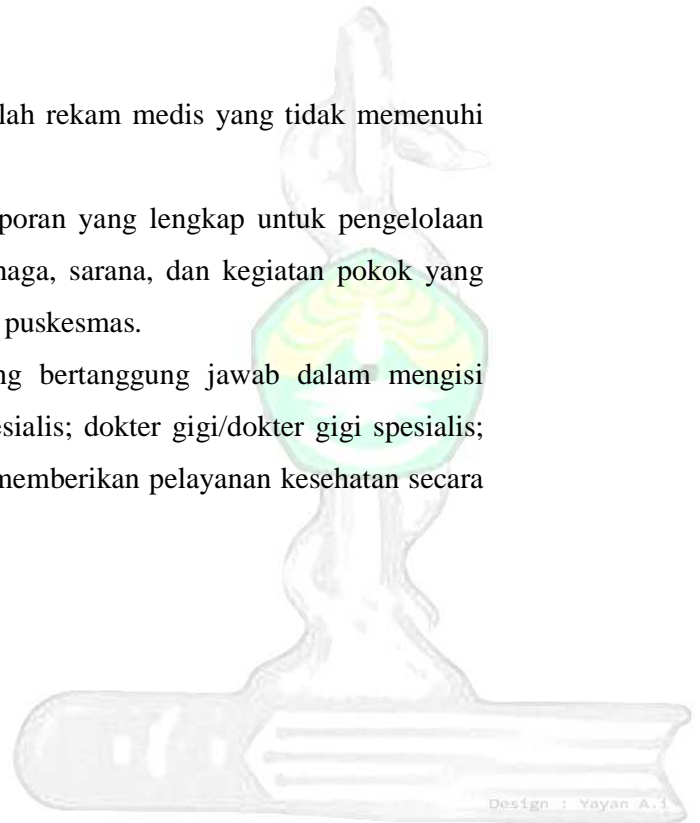 lah rekam medis yang tidak memenuhi
poran yang lengkap untuk pengelolaan
naga, sarana, dan kegiatan pokok yang
puskesmas.
ng bertanggung jawab dalam mengisi
esialis; dokter gigi/dokter gigi spesialis;
memberikan pelayanan kesehatan secara
Design : Yayan A.i